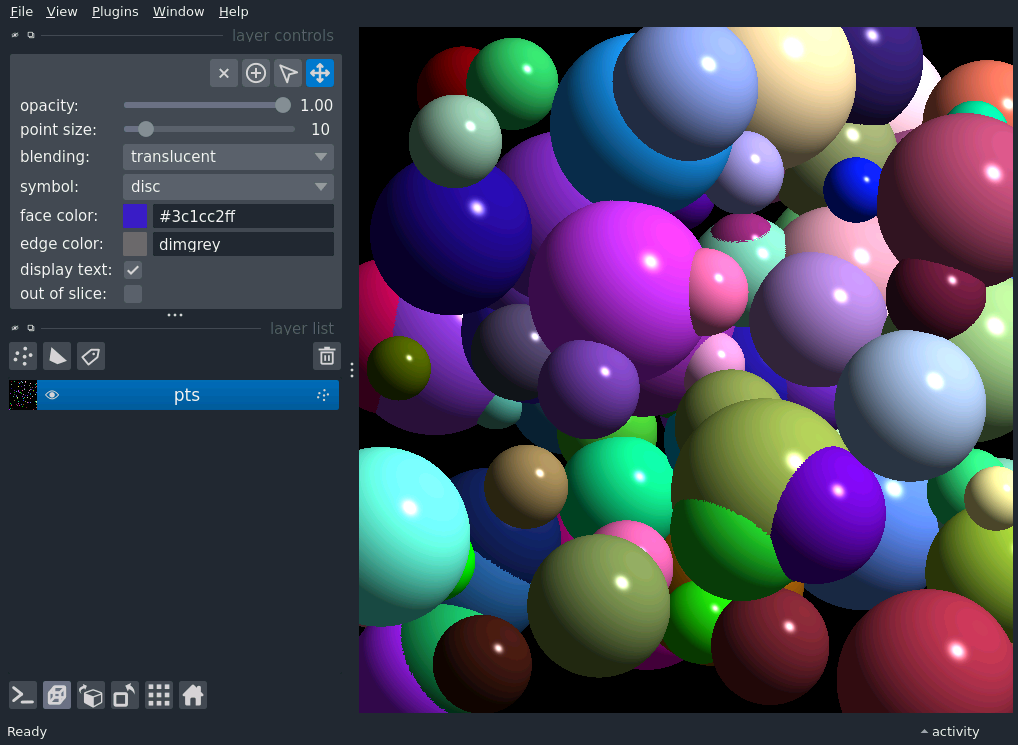 File View Plugins Window Help
layer controls
opacity: 1.00
point size: 10
blending: translucent
symbol: disc
face color: #3c1cc2ff
edge color: dimgrey
display text:
out of slice:
layer list
pts
Ready activity